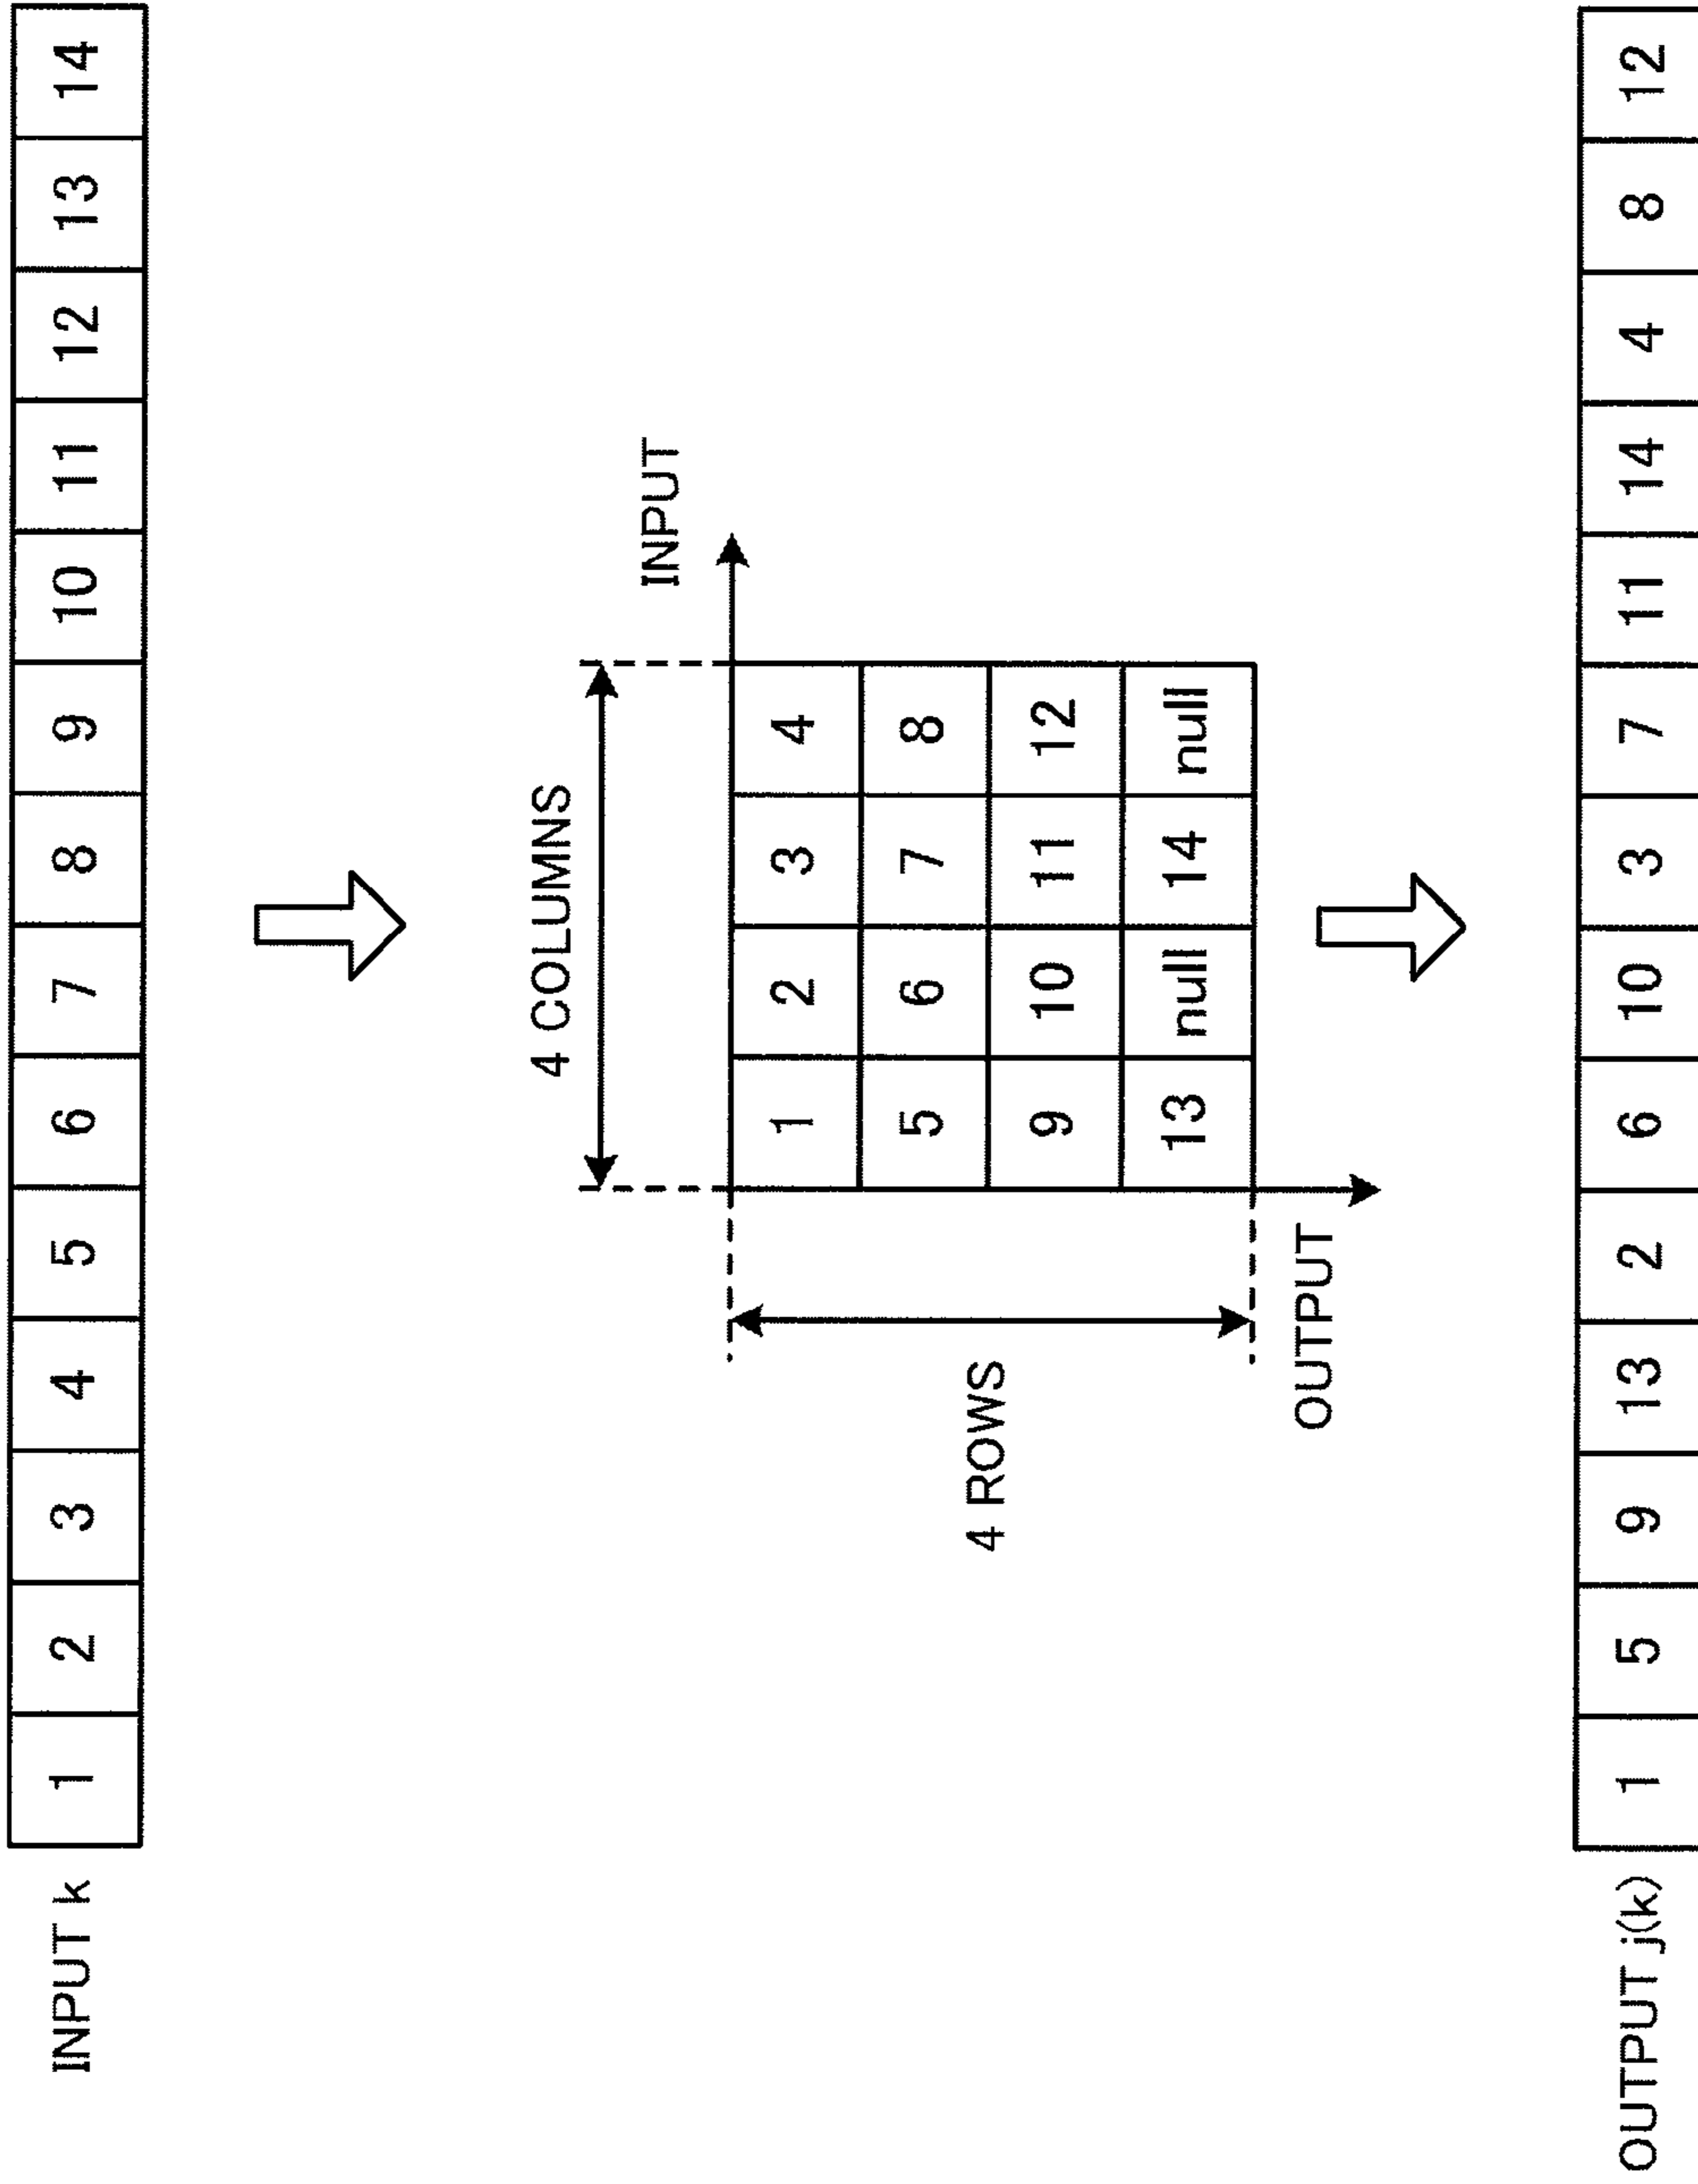 INPUT k 1 2 3 4 5 6 7 8 9 10 11 12 13 14
4 COLUMNS
INPUT
4 ROWS
1 2 3 4
5 6 7 8
9 10 11 12
13 null 14 null
OUTPUT
OUTPUT j(k) 1 5 9 13 2 6 10 3 7 11 14 4 8 12